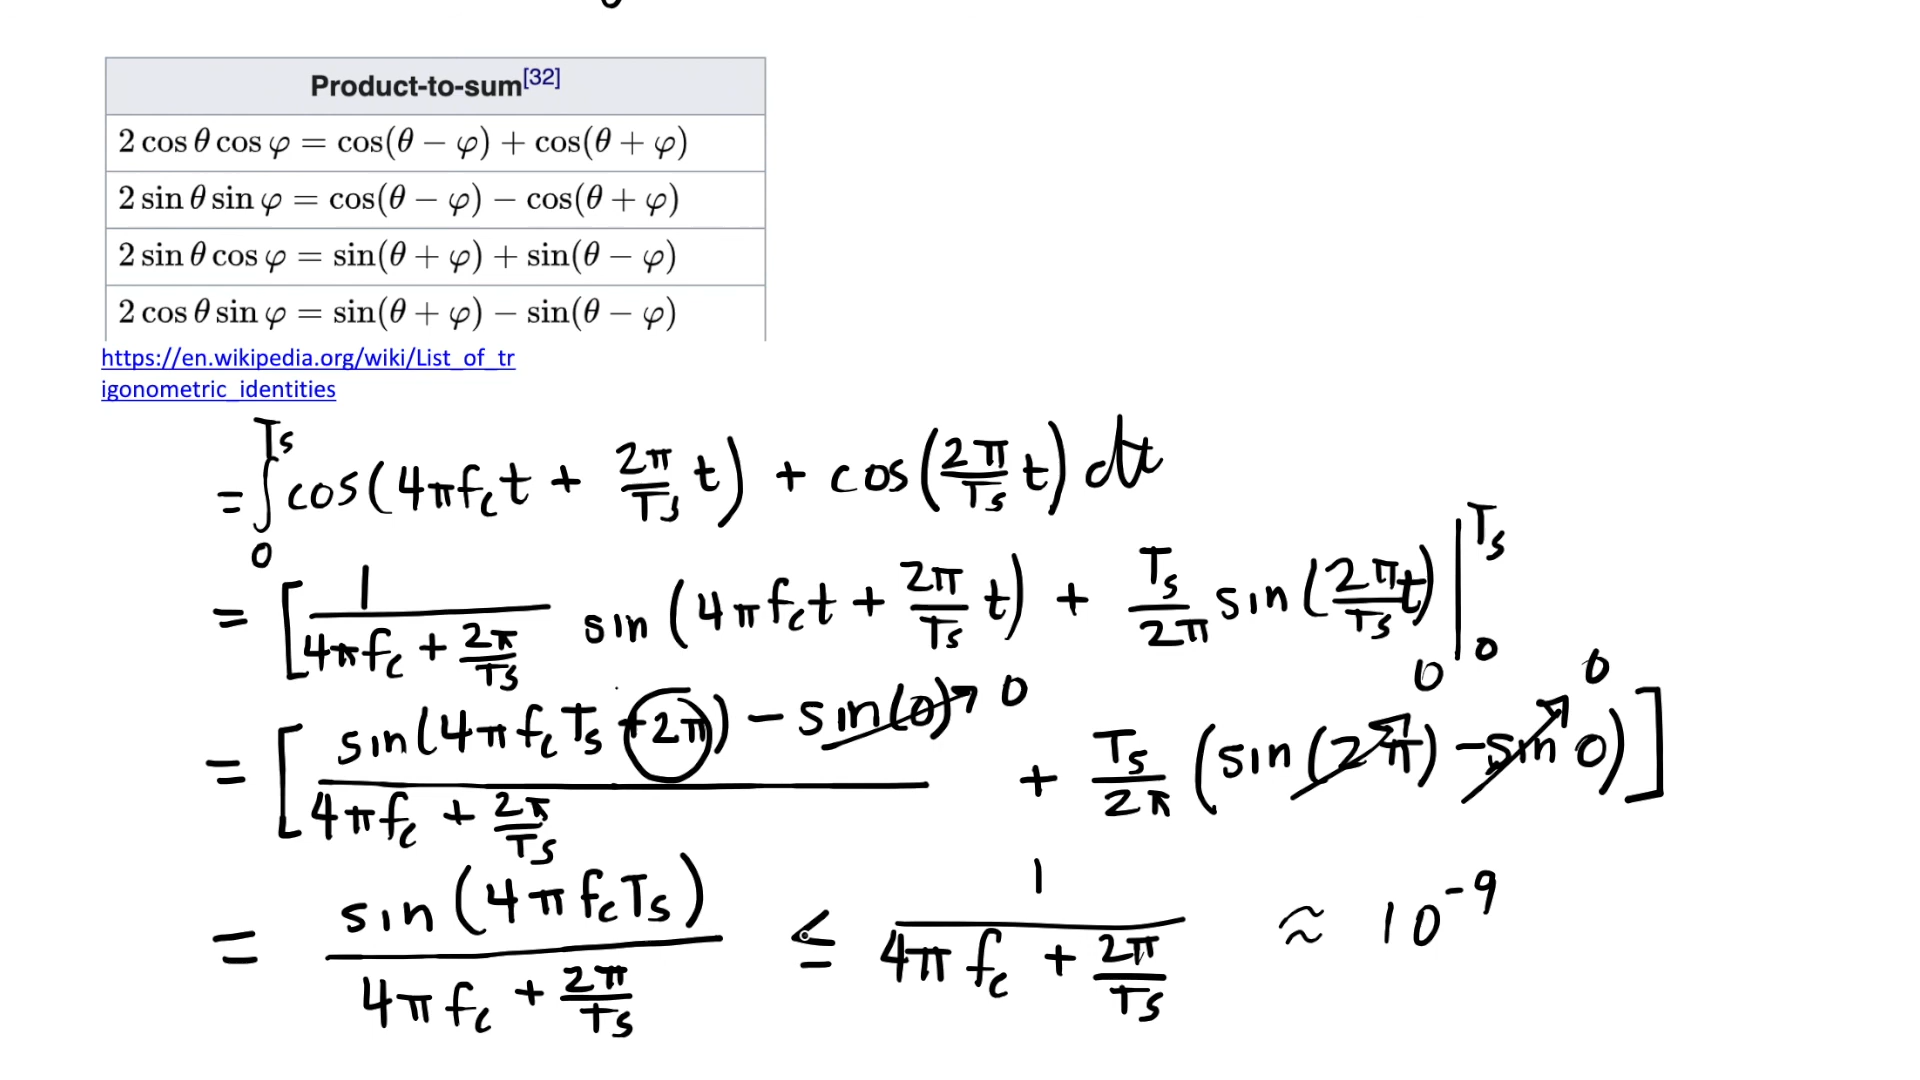 Product-to-sum[32]
2 cos θ cos φ = cos(θ − φ) + cos(θ + φ)
2 sin θ sin φ = cos(θ − φ) − cos(θ + φ)
2 sin θ cos φ = sin(θ + φ) + sin(θ − φ)
2 cos θ sin φ = sin(θ + φ) − sin(θ − φ)
https://en.wikipedia.org/wiki/List_of_tr
igonometric_identities
= ∫₀^Ts cos(4πf_c t + 2π/Ts t) + cos(2π/Ts t) dt
= [1/(4πf_c + 2π/Ts) sin(4πf_c t + 2π/Ts t) + Ts/2π sin(2π/Ts t) |₀^Ts
= [(sin(4πf_c Ts + 2π) − sin(0) → 0)/(4πf_c + 2π/Ts) + Ts/2π (sin(2π) → 0 − sin 0 → 0)]
= sin(4πf_c Ts)/(4πf_c + 2π/Ts) ≤ 1/(4πf_c + 2π/Ts) ≈ 10^-9